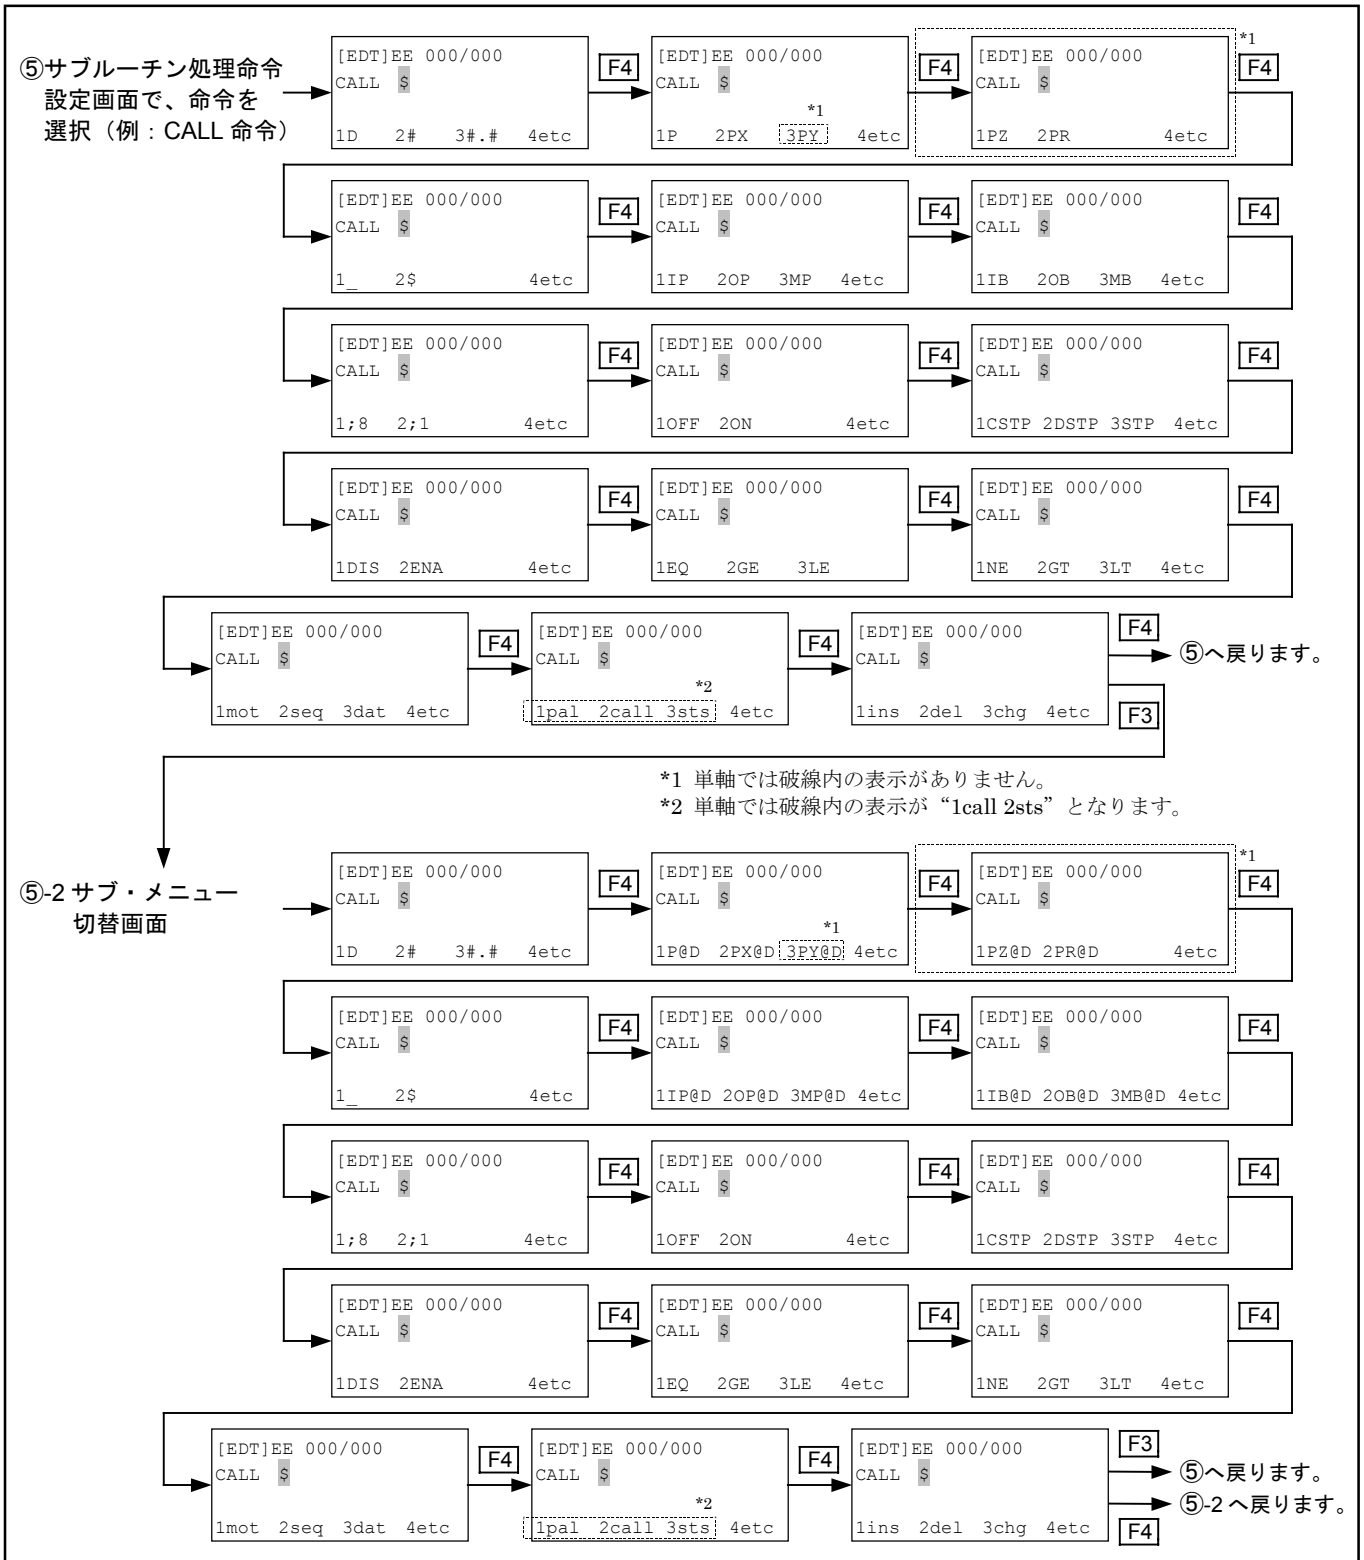 ⑤サブルーチン処理命令
設定画面で、命令を
選択（例：CALL 命令）
[EDT]EE 000/000
CALL $
1D 2# 3#.# 4etc
F4
[EDT]EE 000/000
CALL $
*1
1P 2PX 3PY 4etc
F4
[EDT]EE 000/000
CALL $
1PZ 2PR 4etc
*1
F4
[EDT]EE 000/000
CALL $
1_ 2$ 4etc
F4
[EDT]EE 000/000
CALL $
1IP 2OP 3MP 4etc
F4
[EDT]EE 000/000
CALL $
1IB 2OB 3MB 4etc
F4
[EDT]EE 000/000
CALL $
1;8 2;1 4etc
F4
[EDT]EE 000/000
CALL $
1OFF 2ON 4etc
F4
[EDT]EE 000/000
CALL $
1CSTP 2DSTP 3STP 4etc
F4
[EDT]EE 000/000
CALL $
1DIS 2ENA 4etc
F4
[EDT]EE 000/000
CALL $
1EQ 2GE 3LE
F4
[EDT]EE 000/000
CALL $
1NE 2GT 3LT 4etc
F4
[EDT]EE 000/000
CALL $
1mot 2seq 3dat 4etc
F4
[EDT]EE 000/000
CALL $
*2
1pal 2call 3sts 4etc
F4
[EDT]EE 000/000
CALL $
1ins 2del 3chg 4etc
F4
⑤へ戻ります。
F3
*1 単軸では破線内の表示がありません。
*2 単軸では破線内の表示が“1call 2sts”となります。
⑤-2 サブ・メニュー
切替画面
[EDT]EE 000/000
CALL $
1D 2# 3#.# 4etc
F4
[EDT]EE 000/000
CALL $
*1
1P@D 2PX@D 3PY@D 4etc
F4
[EDT]EE 000/000
CALL $
1PZ@D 2PR@D 4etc
*1
F4
[EDT]EE 000/000
CALL $
1_ 2$ 4etc
F4
[EDT]EE 000/000
CALL $
1IP@D 2OP@D 3MP@D 4etc
F4
[EDT]EE 000/000
CALL $
1IB@D 2OB@D 3MB@D 4etc
F4
[EDT]EE 000/000
CALL $
1;8 2;1 4etc
F4
[EDT]EE 000/000
CALL $
1OFF 2ON 4etc
F4
[EDT]EE 000/000
CALL $
1CSTP 2DSTP 3STP 4etc
F4
[EDT]EE 000/000
CALL $
1DIS 2ENA 4etc
F4
[EDT]EE 000/000
CALL $
1EQ 2GE 3LE 4etc
F4
[EDT]EE 000/000
CALL $
1NE 2GT 3LT 4etc
F4
[EDT]EE 000/000
CALL $
1mot 2seq 3dat 4etc
F4
[EDT]EE 000/000
CALL $
*2
1pal 2call 3sts 4etc
F4
[EDT]EE 000/000
CALL $
1ins 2del 3chg 4etc
F3
⑤へ戻ります。
⑤-2 へ戻ります。
F4